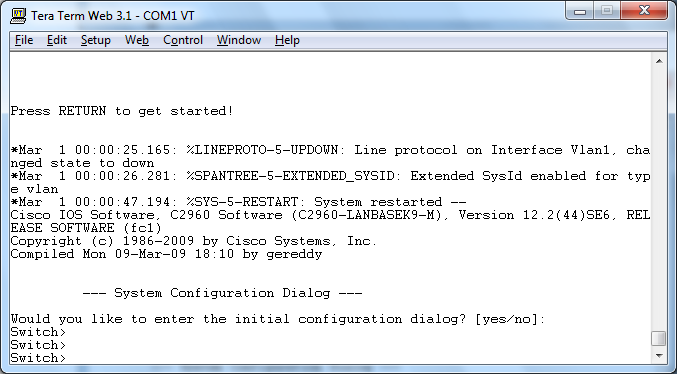 Tera Term Web 3.1 - COM1 VT
File Edit Setup Web Control Window Help
Press RETURN to get started!
*Mar  1 00:00:25.165: %LINEPROTO-5-UPDOWN: Line protocol on Interface Vlan1, cha
nged state to down
*Mar  1 00:00:26.281: %SPANTREE-5-EXTENDED_SYSID: Extended SysId enabled for typ
e vlan
*Mar  1 00:00:47.194: %SYS-5-RESTART: System restarted --
Cisco IOS Software, C2960 Software (C2960-LANBASEK9-M), Version 12.2(44)SE6, REL
EASE SOFTWARE (fc1)
Copyright (c) 1986-2009 by Cisco Systems, Inc.
Compiled Mon 09-Mar-09 18:10 by gereddy
--- System Configuration Dialog ---
Would you like to enter the initial configuration dialog? [yes/no]:
Switch>
Switch>
Switch>